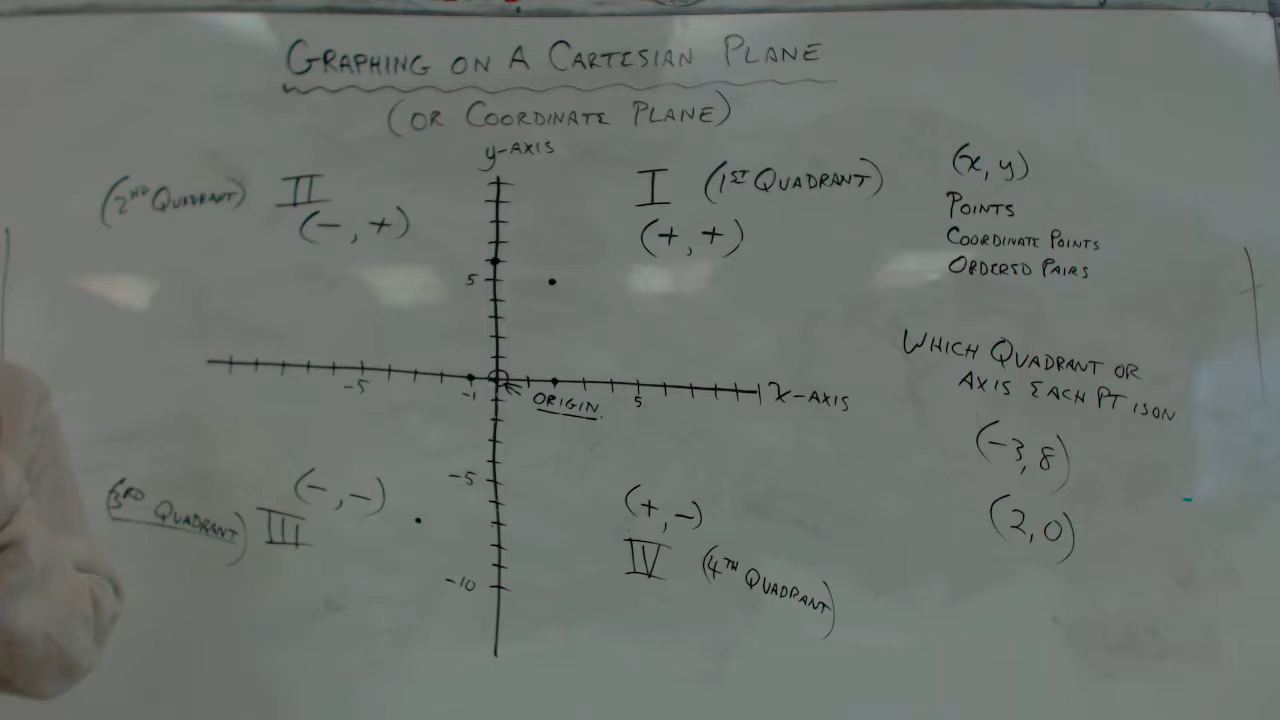 GRAPHING ON A CARTESIAN PLANE
(OR COORDINATE PLANE)
y-AXIS
(2ND QUADRANT) II
(-, +)
I (1ST QUADRANT)
(+, +)
(x, y)
POINTS
COORDINATE POINTS
ORDERED PAIRS
5
-5
-1
ORIGIN
5
X-AXIS
WHICH QUADRANT OR
AXIS EACH PT IS ON
(-3, 8)
(2, 0)
-5
(-, -)
(3RD QUADRANT) III
(+, -)
IV (4TH QUADRANT)
-10